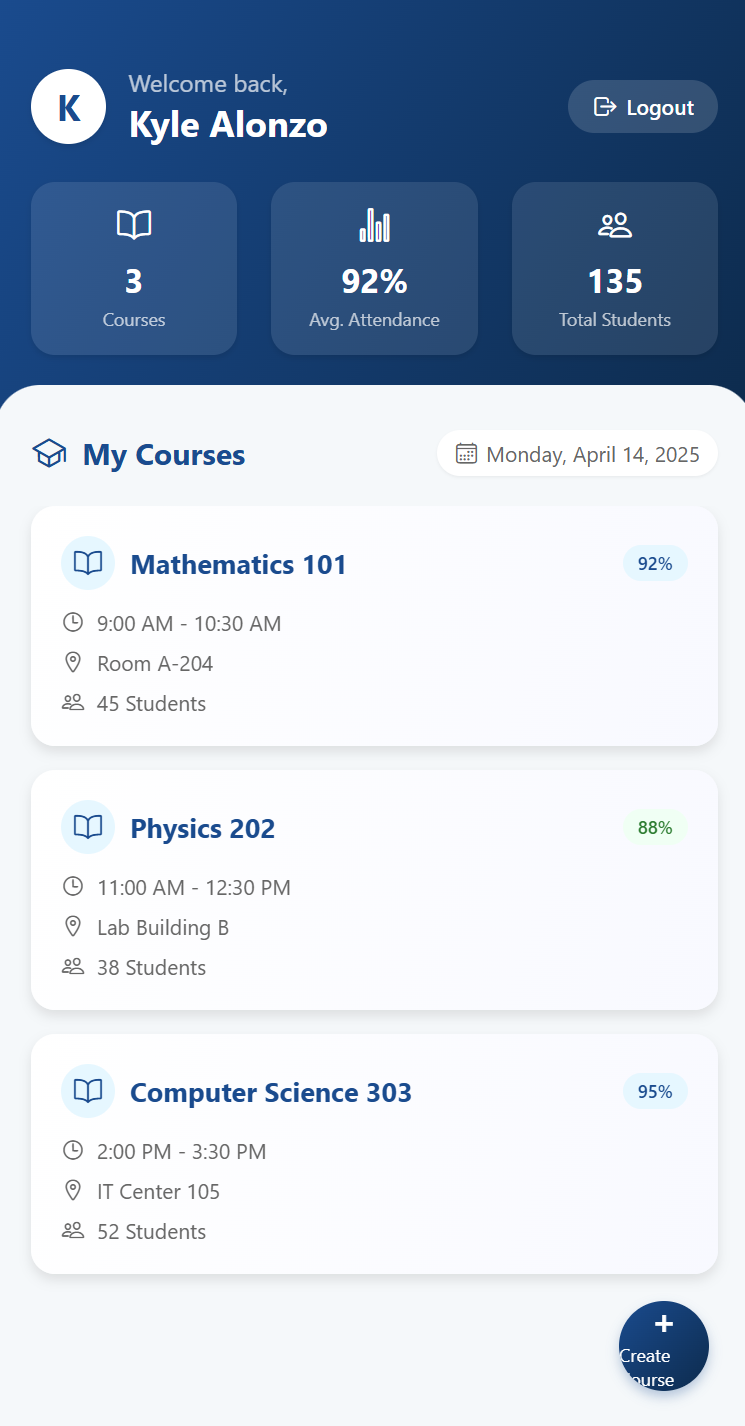 K
Welcome back,
Kyle Alonzo
Logout
3
Courses
92%
Avg. Attendance
135
Total Students
My Courses
Monday, April 14, 2025
Mathematics 101
92%
9:00 AM - 10:30 AM
Room A-204
45 Students
Physics 202
88%
11:00 AM - 12:30 PM
Lab Building B
38 Students
Computer Science 303
95%
2:00 PM - 3:30 PM
IT Center 105
52 Students
+
Create
Course